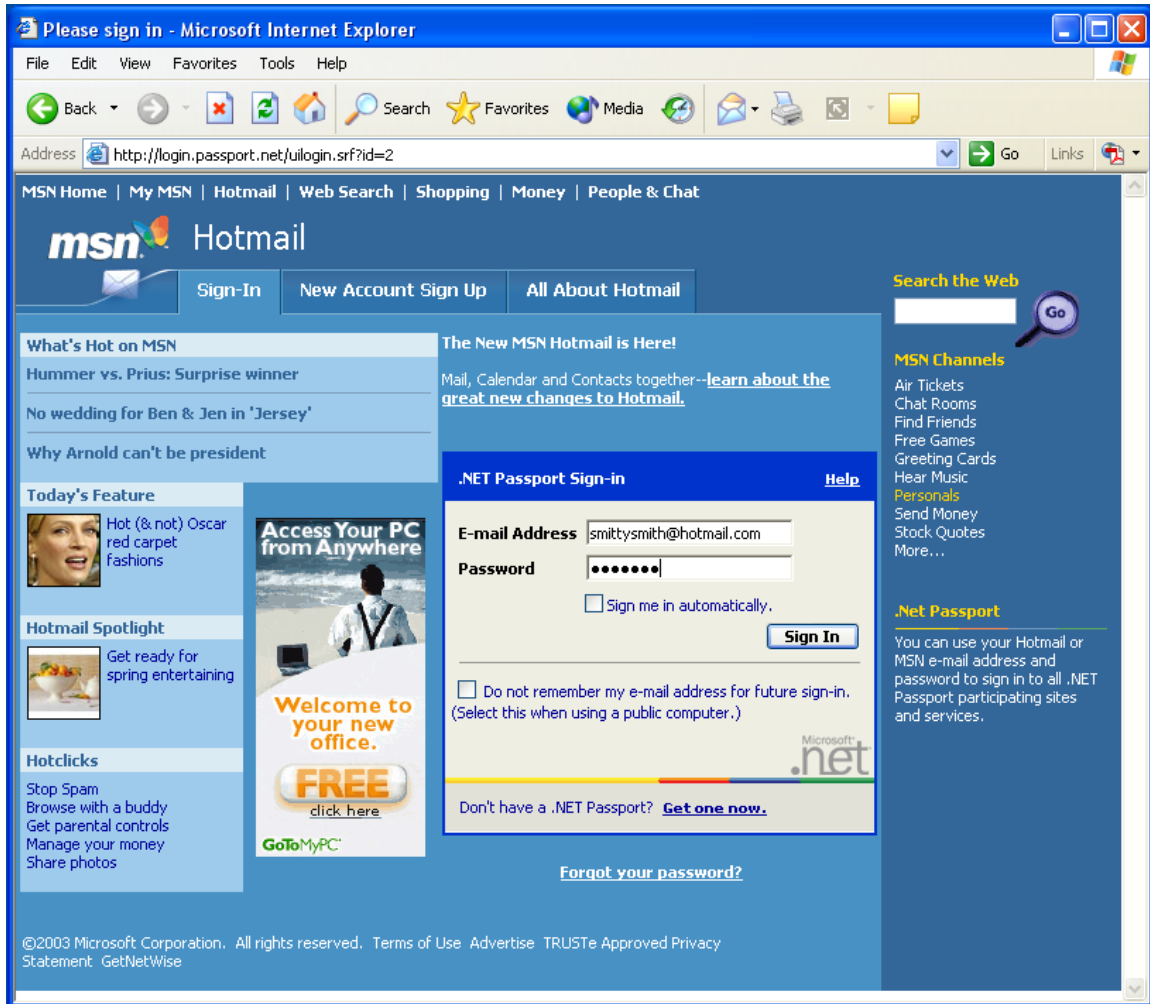 Please sign in - Microsoft Internet Explorer
File Edit View Favorites Tools Help
Back Search Favorites Media
Address http://login.passport.net/uilogin.srf?id=2 Go Links
MSN Home | My MSN | Hotmail | Web Search | Shopping | Money | People & Chat
msn Hotmail
Sign-In New Account Sign Up All About Hotmail
What's Hot on MSN
Hummer vs. Prius: Surprise winner
No wedding for Ben & Jen in 'Jersey'
Why Arnold can't be president
Today's Feature
Hot (& not) Oscar
red carpet
fashions
Hotmail Spotlight
Get ready for
spring entertaining
Hotclicks
Stop Spam
Browse with a buddy
Get parental controls
Manage your money
Share photos
Access Your PC
from Anywhere
Welcome to
your new
office.
FREE
click here
GoToMyPC
The New MSN Hotmail is Here!
Mail, Calendar and Contacts together--learn about the
great new changes to Hotmail.
.NET Passport Sign-in Help
E-mail Address smittysmith@hotmail.com
Password •••••••
Sign me in automatically.
Sign In
Do not remember my e-mail address for future sign-in.
(Select this when using a public computer.)
Microsoft
.net
Don't have a .NET Passport? Get one now.
Forgot your password?
Search the Web
Go
MSN Channels
Air Tickets
Chat Rooms
Find Friends
Free Games
Greeting Cards
Hear Music
Personals
Send Money
Stock Quotes
More...
.Net Passport
You can use your Hotmail or
MSN e-mail address and
password to sign in to all .NET
Passport participating sites
and services.
©2003 Microsoft Corporation. All rights reserved. Terms of Use Advertise TRUSTe Approved Privacy
Statement GetNetWise